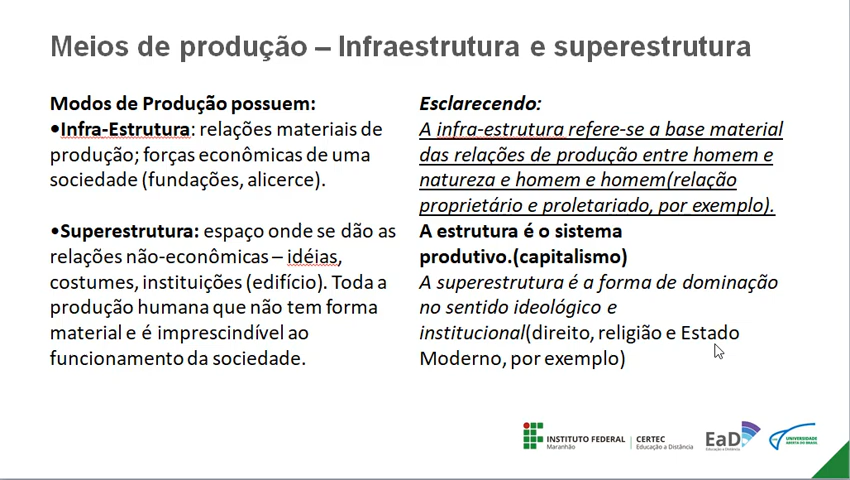 Meios de produção – Infraestrutura e superestrutura
Modos de Produção possuem:
•Infra-Estrutura: relações materiais de
produção; forças econômicas de uma
sociedade (fundações, alicerce).
•Superestrutura: espaço onde se dão as
relações não-econômicas – idéias,
costumes, instituições (edifício). Toda a
produção humana que não tem forma
material e é imprescindível ao
funcionamento da sociedade.
Esclarecendo:
A infra-estrutura refere-se a base material
das relações de produção entre homem e
natureza e homem e homem(relação
proprietário e proletariado, por exemplo).
A estrutura é o sistema
produtivo.(capitalismo)
A superestrutura é a forma de dominação
no sentido ideológico e
institucional(direito, religião e Estado
Moderno, por exemplo)
INSTITUTO FEDERAL
Maranhão
CERTEC
Educação a Distância
EaD
Educação a Distância
UNIVERSIDADE
ABERTA DO BRASIL